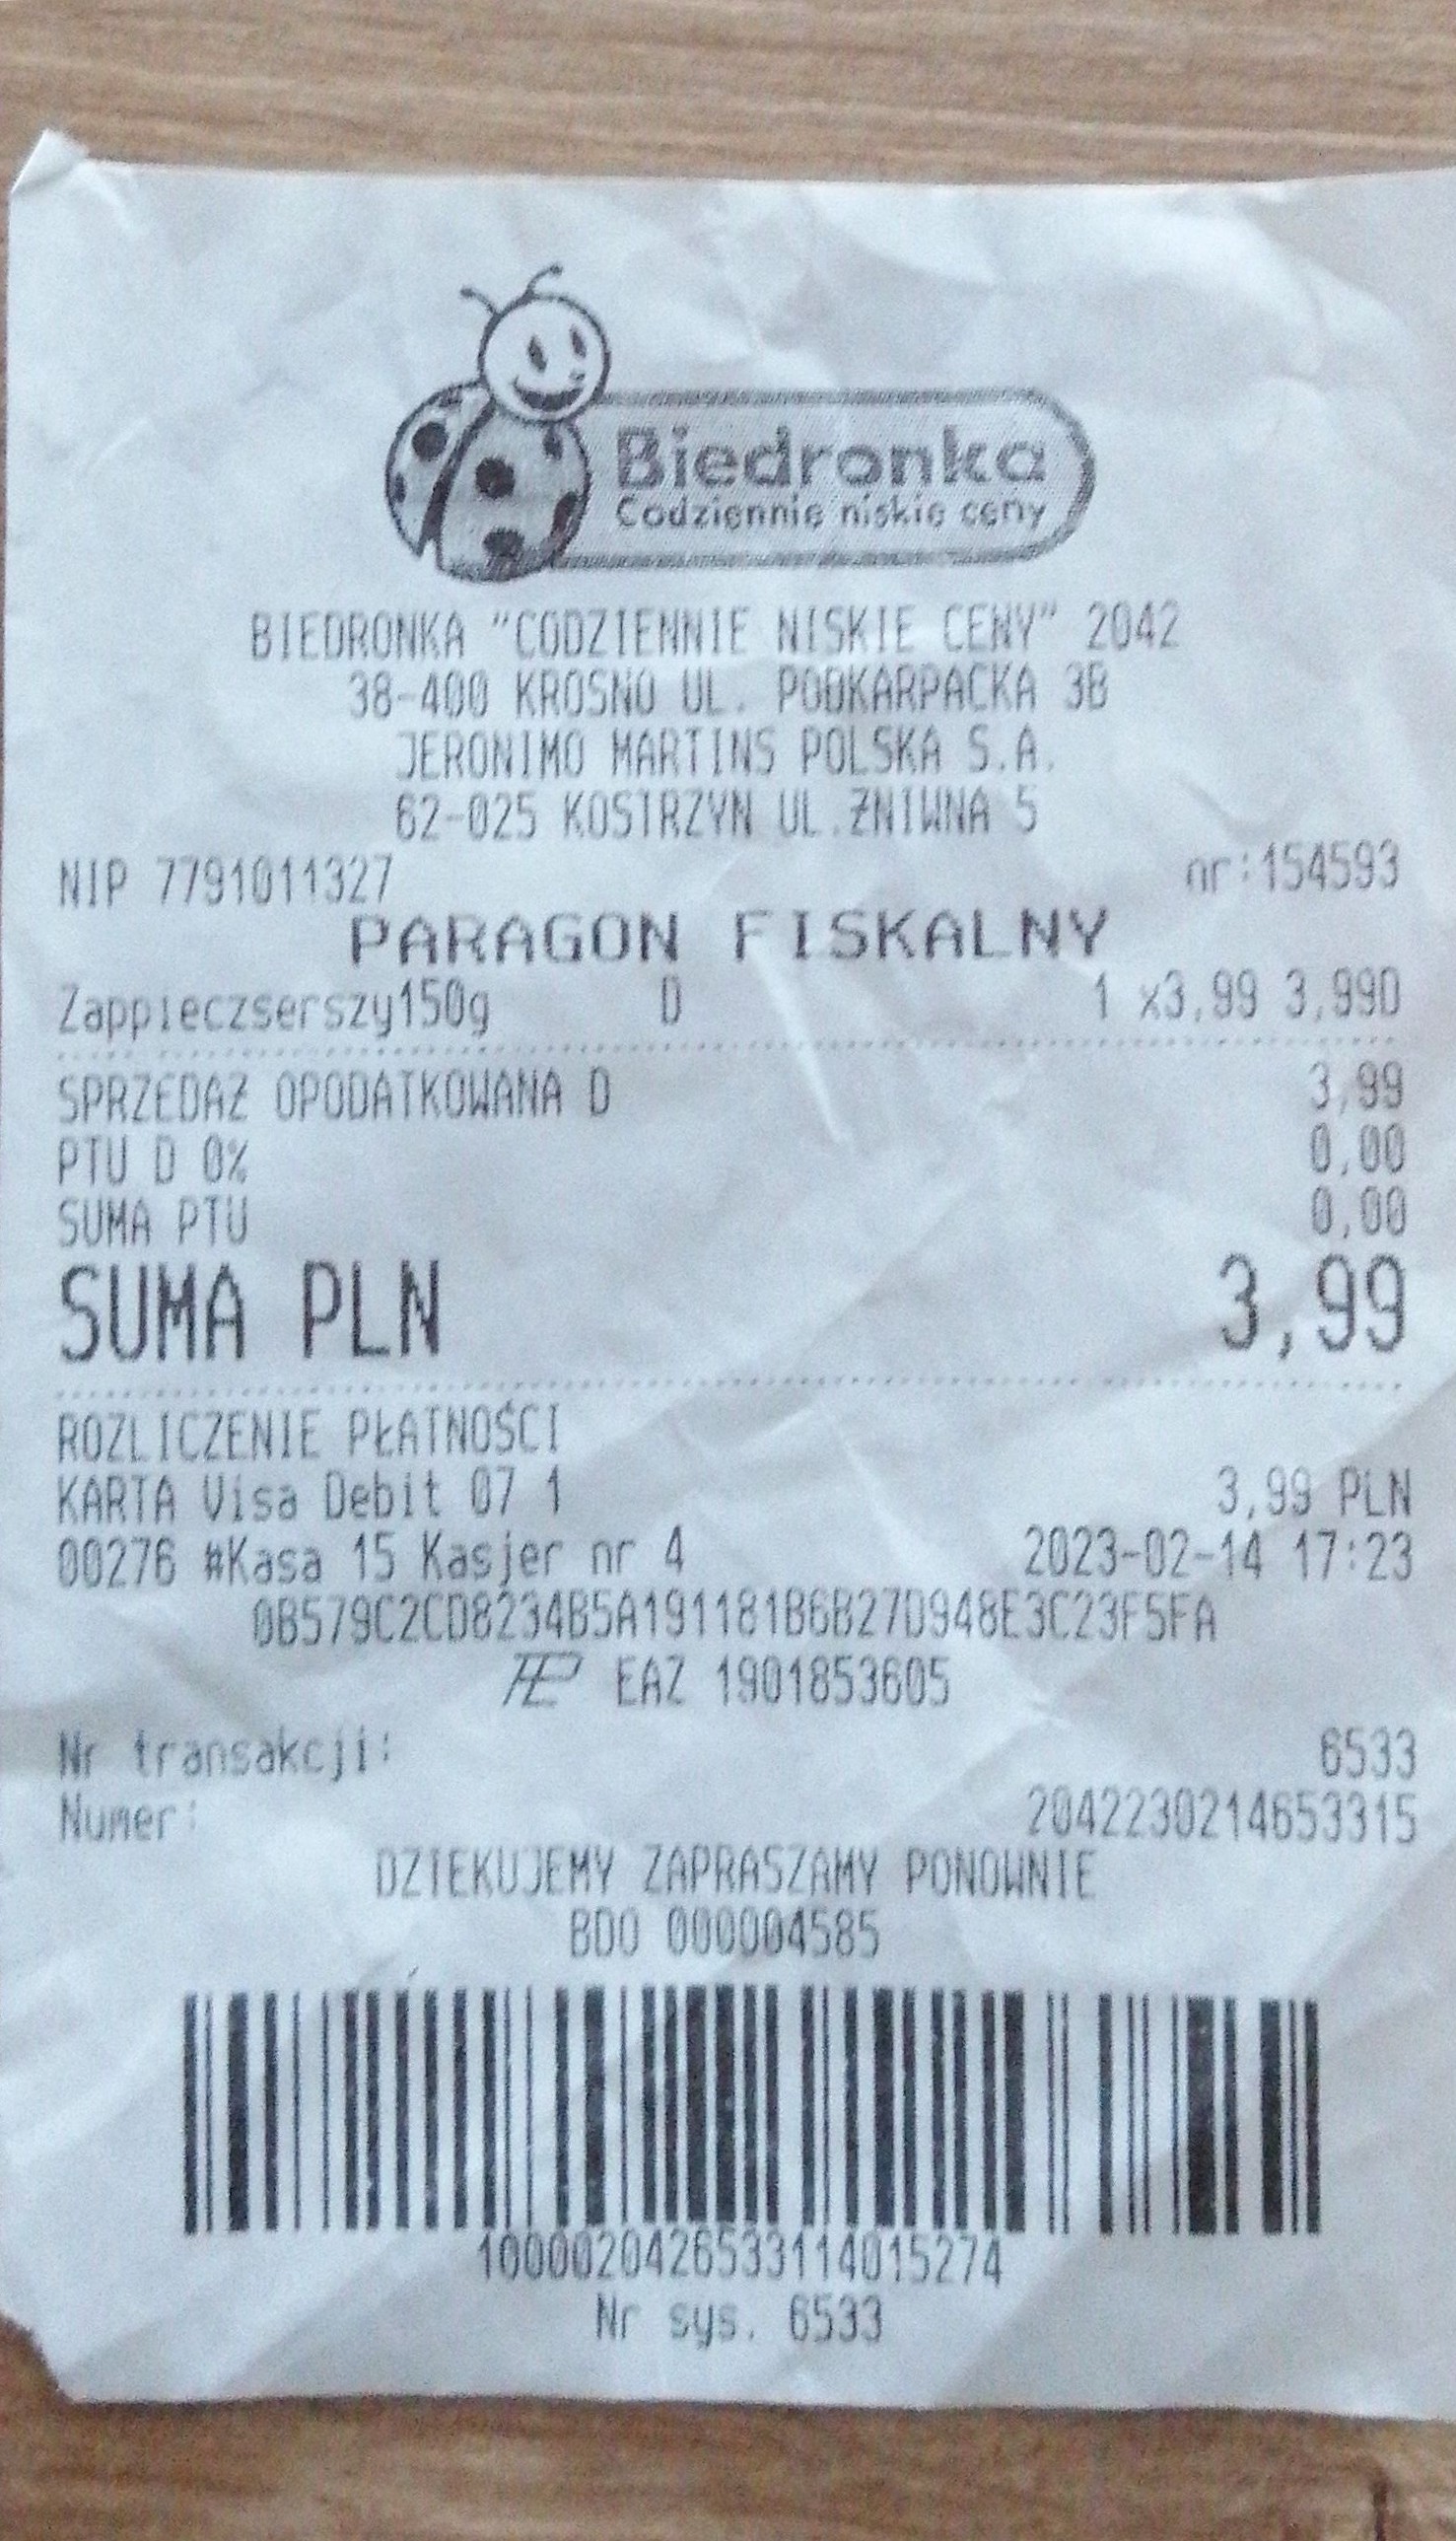 Biedronka
Codziennie niskie ceny
BIEDRONKA "CODZIENNIE NISKIE CENY" 2042
38-400 KROSNO UL. PODKARPACKA 3B
JERONIMO MARTINS POLSKA S.A.
62-025 KOSTRZYN UL.ŻNIWNA 5
NIP 7791011327 nr:154593
PARAGON FISKALNY
Zappieczserszy150g D 1 x3,99 3,99D
SPRZEDAŻ OPODATKOWANA D 3,99
PTU D 0% 0,00
SUMA PTU 0,00
SUMA PLN 3,99
ROZLICZENIE PŁATNOŚCI
KARTA Visa Debit 07 1 3,99 PLN
00276 #Kasa 15 Kasjer nr 4 2023-02-14 17:23
0B579C2CD8234B5A191181B6B27D948E3C23F5FA
EAZ 1901853605
Nr transakcji: 6533
Numer: 2042230214653315
DZIEKUJEMY ZAPRASZAMY PONOWNIE
BDO 000004585
1000020426533114015274
Nr sys. 6533